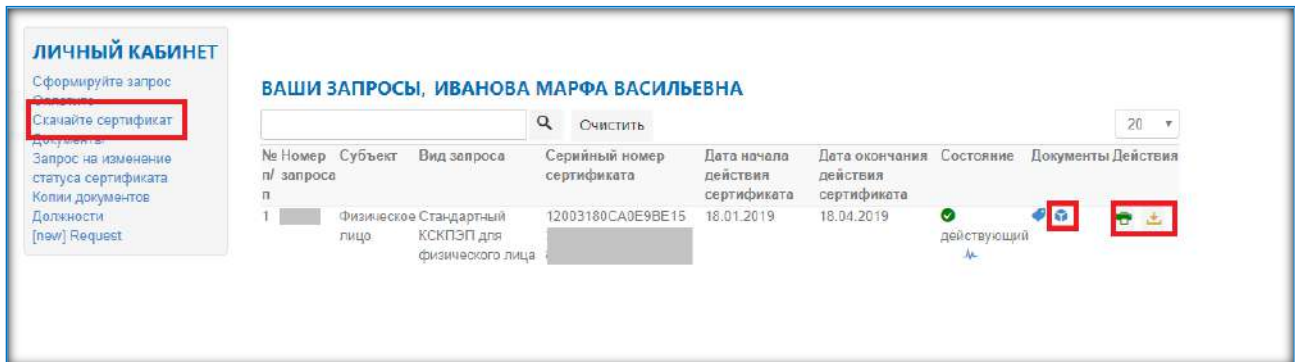 ЛИЧНЫЙ КАБИНЕТ
Сформируйте запрос
Оплатите
Скачайте сертификат
Документы
Запрос на изменение
статуса сертификата
Копии документов
Должности
[new] Request
ВАШИ ЗАПРОСЫ, ИВАНОВА МАРФА ВАСИЛЬЕВНА
Очистить
20
№ Номер Субъект Вид запроса Серийный номер Дата начала Дата окончания Состояние Документы Действия
п/ запроса сертификата действия действия
п сертификата сертификата
1 Физическое Стандартный 12003180CA0E9BE15 18.01.2019 18.04.2019
лицо КСКПЭП для действующий
физического лица